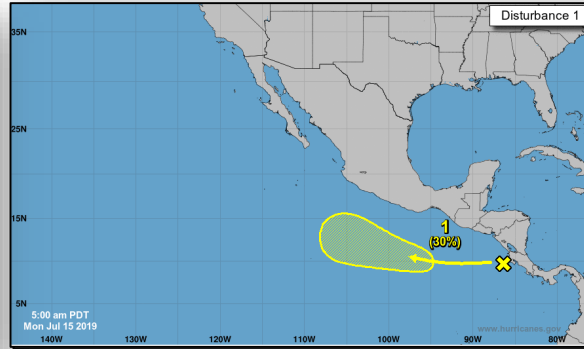 Disturbance 1
35N
25N
15N
5N
1
(30%)
5:00 am PDT
Mon Jul 15 2019
www.hurricanes.gov
140W 130W 120W 110W 100W 90W 80W